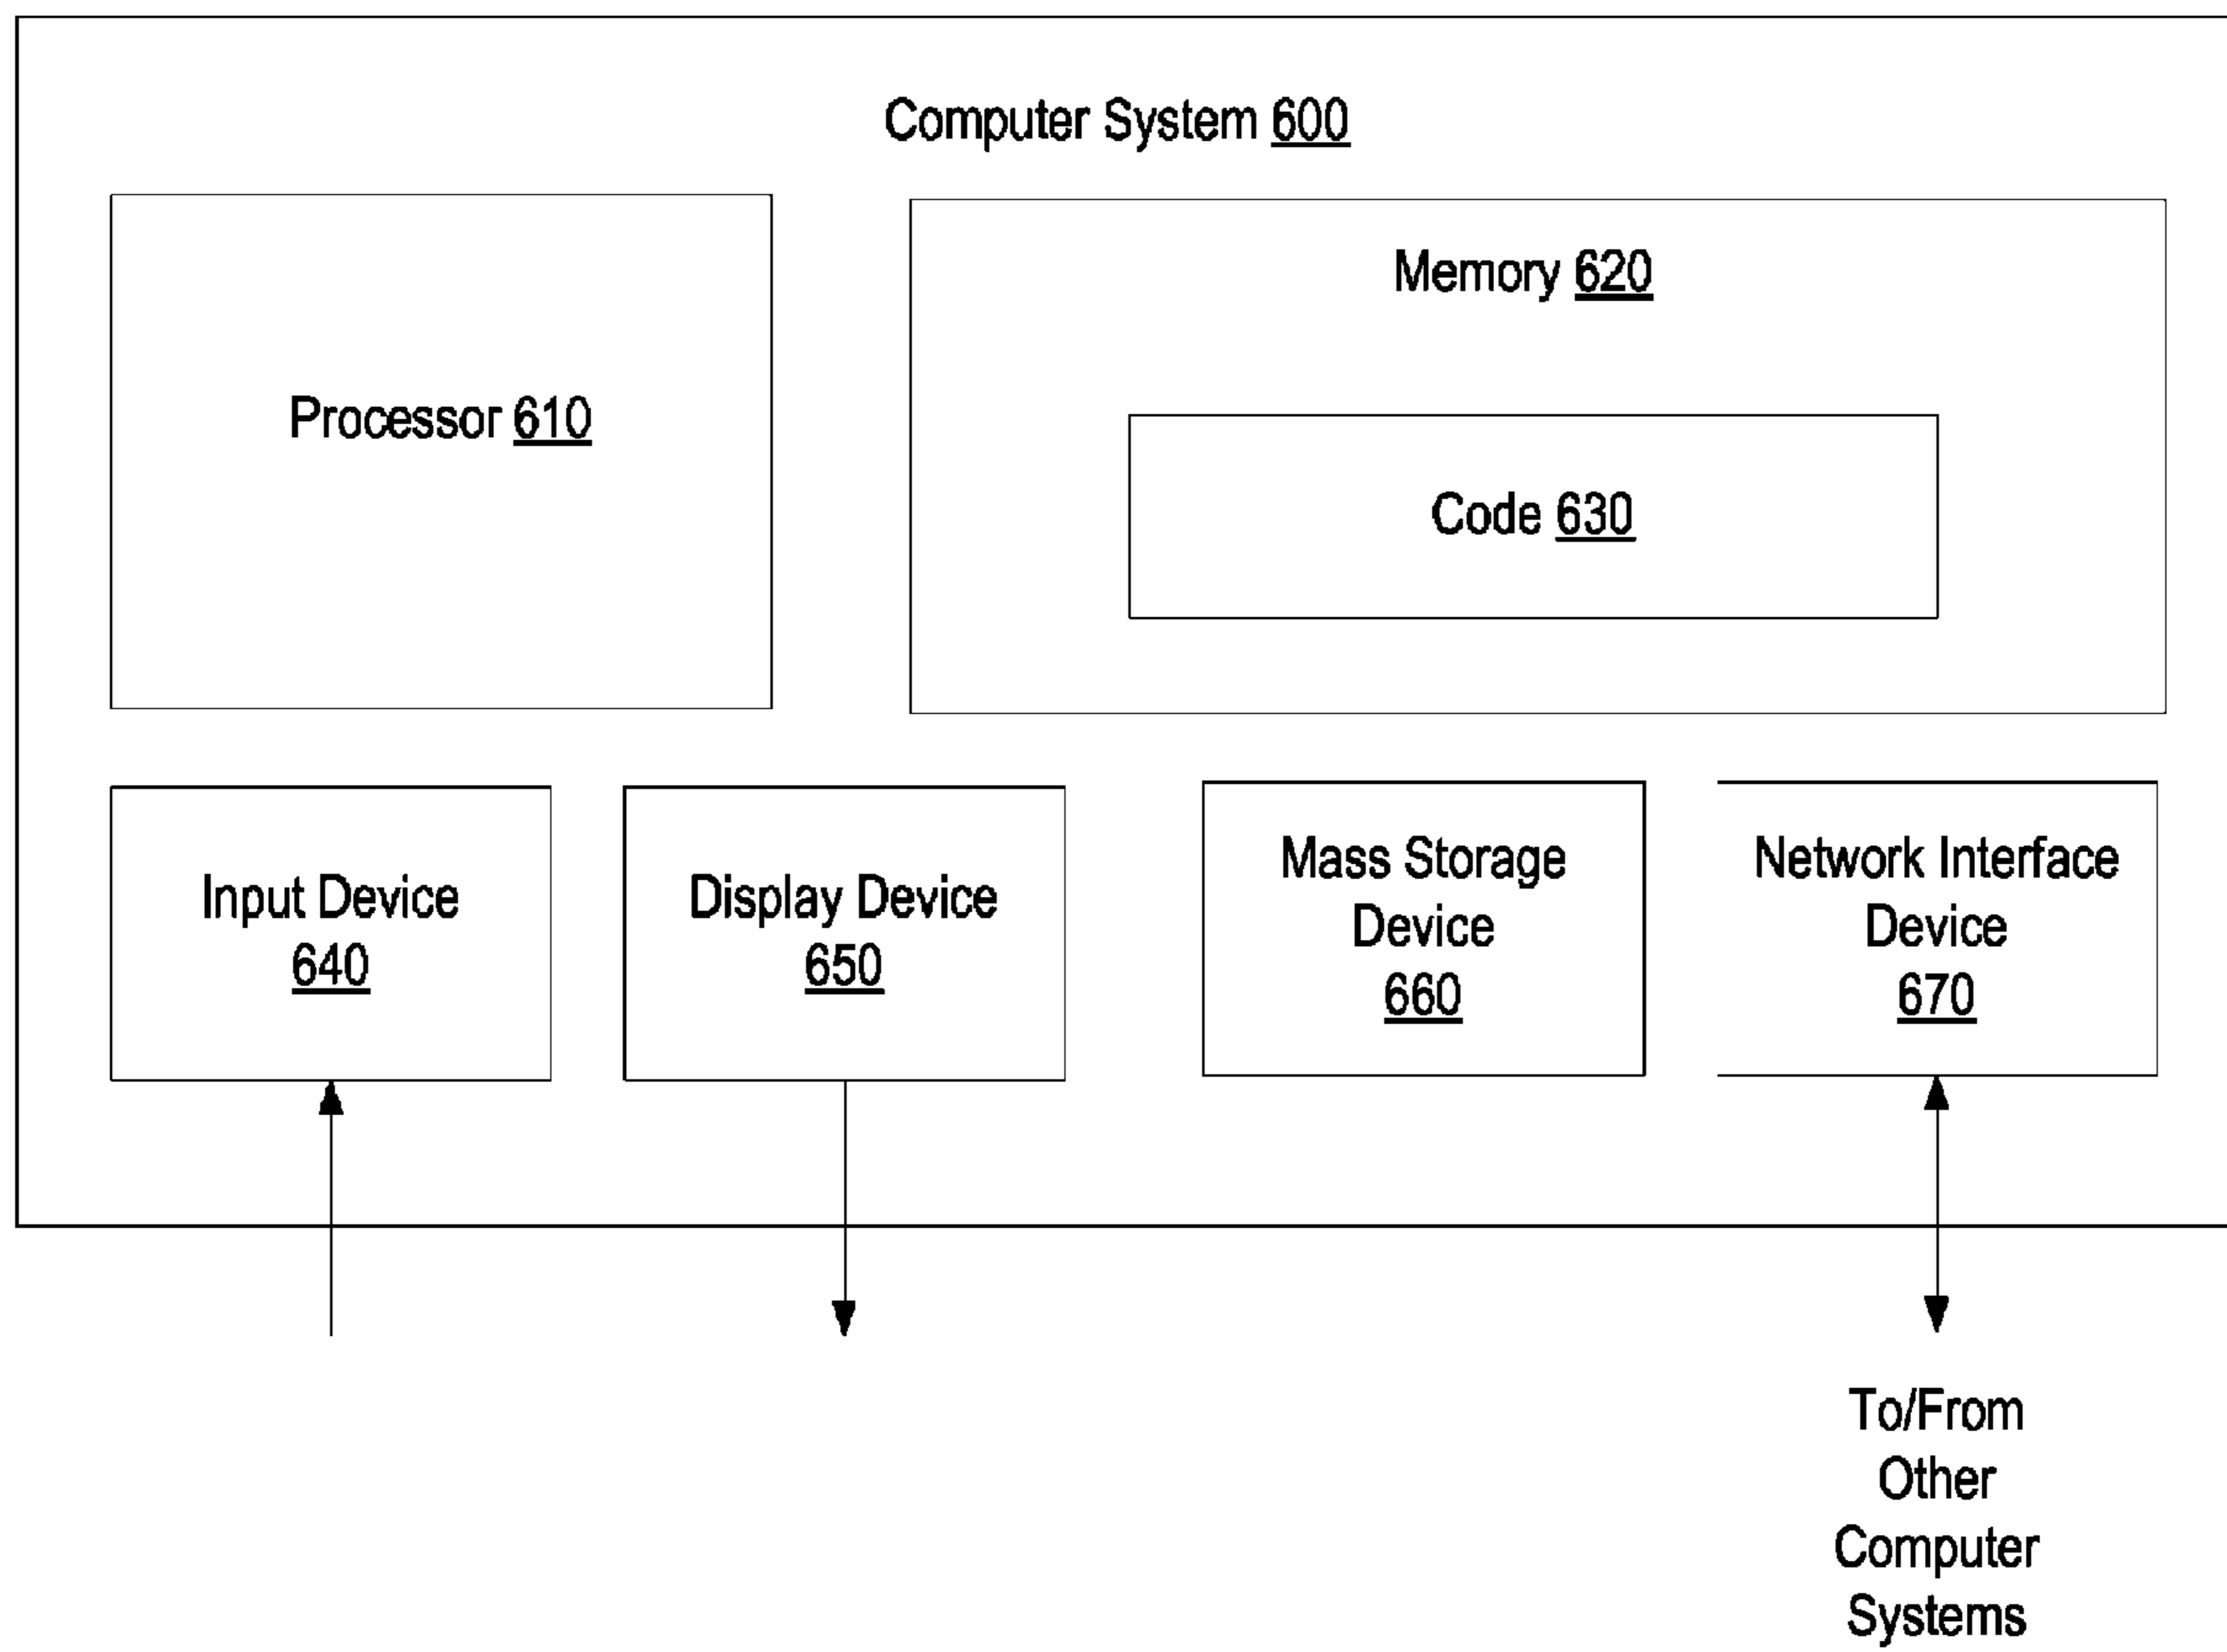 Computer System 600
Processor 610
Memory 620
Code 630
Input Device
640
Display Device
650
Mass Storage
Device
660
Network Interface
Device
670
To/From
Other
Computer
Systems